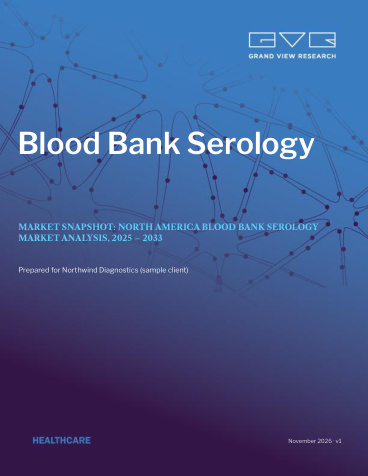 GRAND VIEW RESEARCH
Blood Bank Serology
MARKET SNAPSHOT: NORTH AMERICA BLOOD BANK SEROLOGY
MARKET ANALYSIS, 2025 – 2033
Prepared for Northwind Diagnostics (sample client)
HEALTHCARE
November 2026 · v1